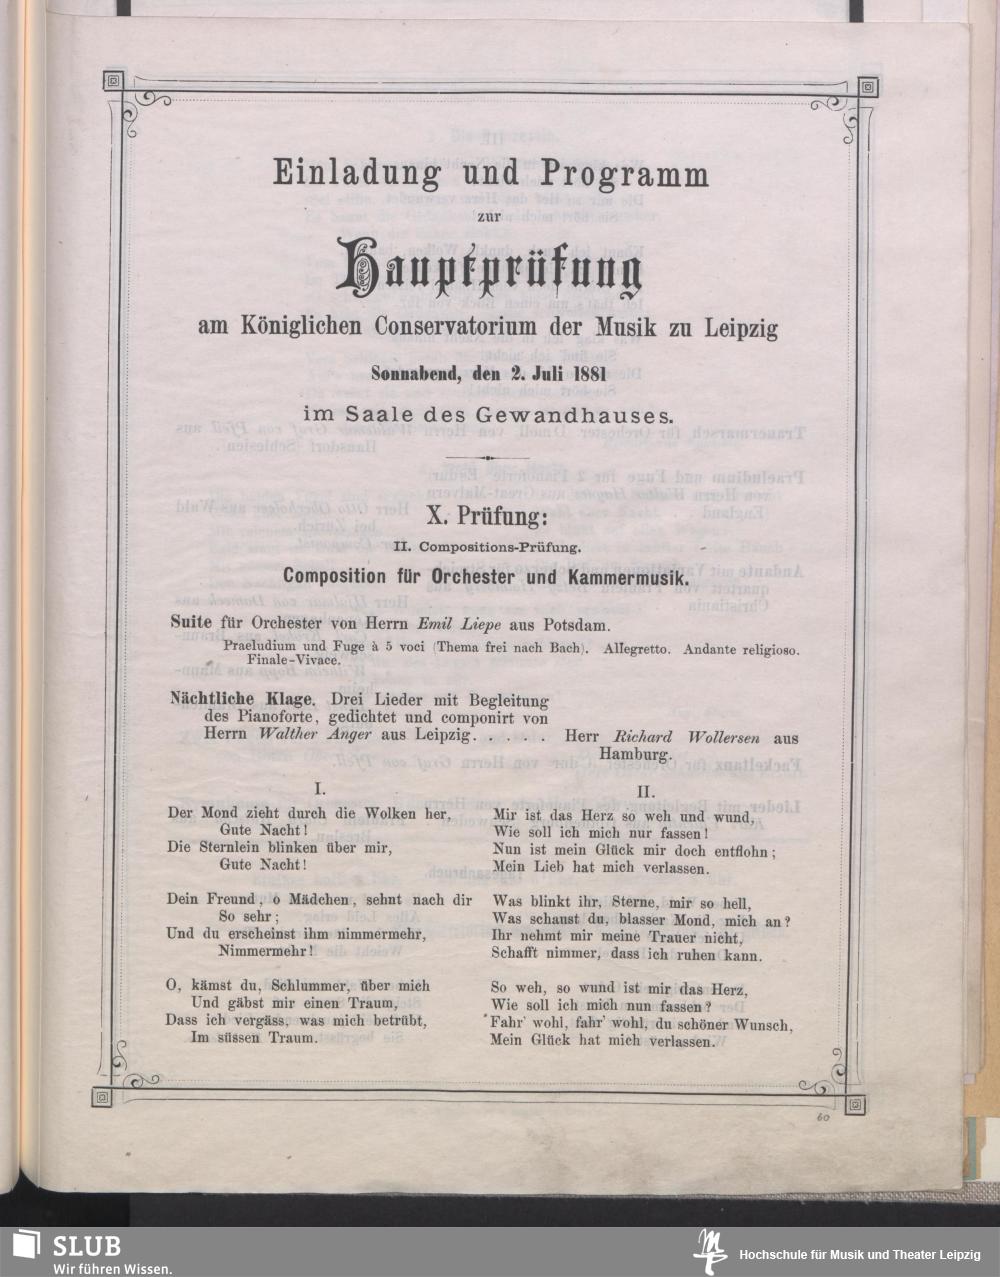 Einladung und Programm
zur
Hauptprüfung
am Königlichen Conservatorium der Musik zu Leipzig
Sonnabend, den 2. Juli 1881
im Saale des Gewandhauses.
X. Prüfung:
II. Compositions-Prüfung.
Composition für Orchester und Kammermusik.
Suite für Orchester von Herrn Emil Liepe aus Potsdam.
Praeludium und Fuge à 5 voci (Thema frei nach Bach). Allegretto. Andante religioso.
Finale-Vivace.
Nächtliche Klage. Drei Lieder mit Begleitung
des Pianoforte, gedichtet und componirt von
Herrn Walther Anger aus Leipzig. . . . . Herr Richard Wollersen aus
Hamburg.
I.
Der Mond zieht durch die Wolken her,
Gute Nacht!
Die Sternlein blinken über mir,
Gute Nacht!
Dein Freund, o Mädchen, sehnt nach dir
So sehr;
Und du erscheinst ihm nimmermehr,
Nimmermehr!
O, kämst du, Schlummer, über mich
Und gäbst mir einen Traum,
Dass ich vergäss, was mich betrübt,
Im süssen Traum.
II.
Mir ist das Herz so weh und wund,
Wie soll ich mich nur fassen!
Nun ist mein Glück mir doch entflohn;
Mein Lieb hat mich verlassen.
Was blinkt ihr, Sterne, mir so hell,
Was schaust du, blasser Mond, mich an?
Ihr nehmt mir meine Trauer nicht,
Schafft nimmer, dass ich ruhen kann.
So weh, so wund ist mir das Herz,
Wie soll ich mich nun fassen?
Fahr' wohl, fahr' wohl, du schöner Wunsch,
Mein Glück hat mich verlassen.
60
SLUB
Wir führen Wissen.
Hochschule für Musik und Theater Leipzig